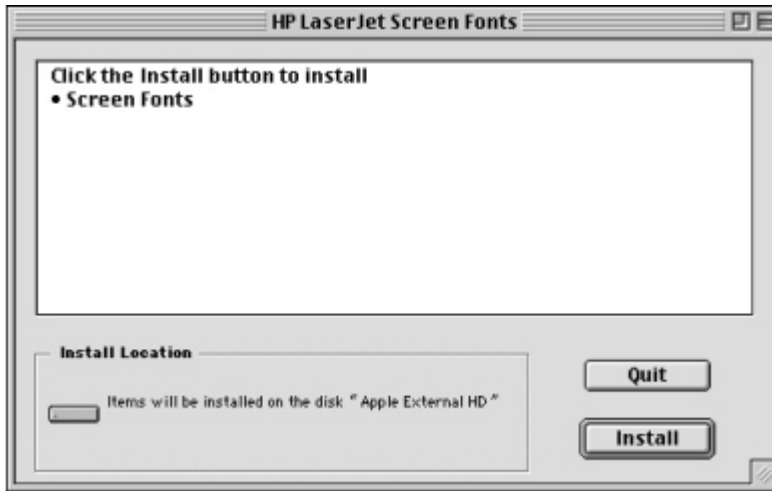 HP LaserJet Screen Fonts
Click the Install button to install
• Screen Fonts
Install Location
Items will be installed on the disk “ Apple External HD ”
Quit
Install